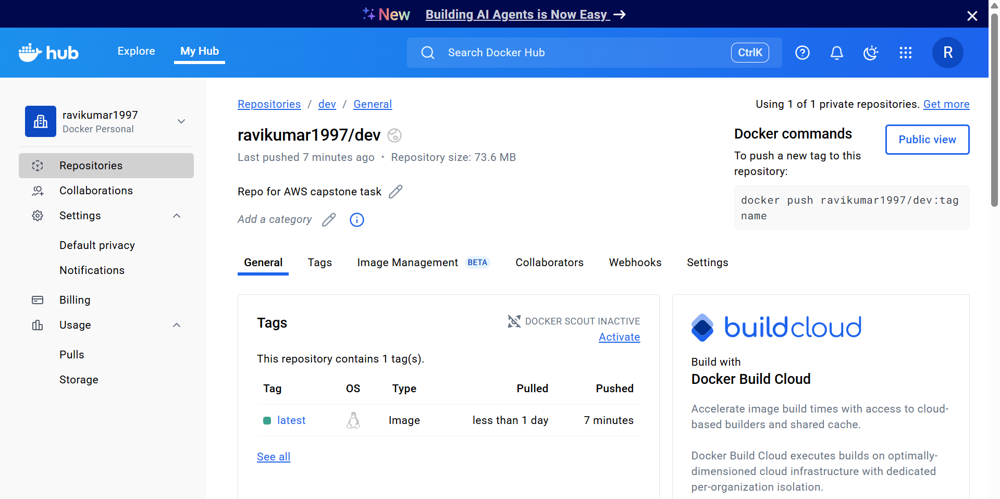 New Building AI Agents is Now Easy →
hub
Explore
My Hub
Search Docker Hub
CtrlK
R
ravikumar1997
Docker Personal
Repositories
Collaborations
Settings
Default privacy
Notifications
Billing
Usage
Pulls
Storage
Repositories / dev / General
Using 1 of 1 private repositories. Get more
ravikumar1997/dev
Last pushed 7 minutes ago • Repository size: 73.6 MB
Repo for AWS capstone task
Add a category
Docker commands
Public view
To push a new tag to this
repository:
docker push ravikumar1997/dev:tag
name
General
Tags
Image Management BETA
Collaborators
Webhooks
Settings
Tags
DOCKER SCOUT INACTIVE
Activate
This repository contains 1 tag(s).
Tag OS Type Pulled Pushed
latest Image less than 1 day 7 minutes
See all
buildcloud
Build with
Docker Build Cloud
Accelerate image build times with access to cloud-
based builders and shared cache.
Docker Build Cloud executes builds on optimally-
dimensioned cloud infrastructure with dedicated
per-organization isolation.